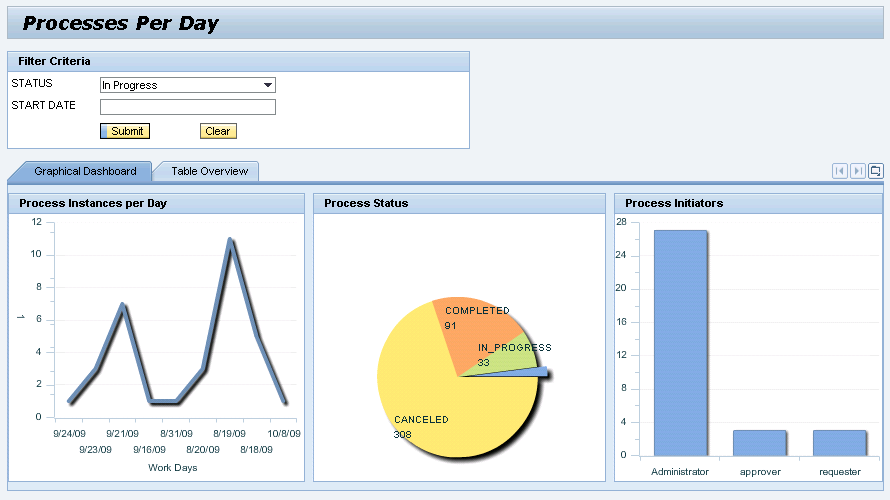 Processes Per Day
Filter Criteria
STATUS
In Progress
START DATE
Submit
Clear
Graphical Dashboard
Table Overview
Process Instances per Day
12
10
8
6
4
2
0
1
9/24/09
9/23/09
9/21/09
9/16/09
8/31/09
8/20/09
8/19/09
8/18/09
10/8/09
Work Days
Process Status
COMPLETED
91
IN_PROGRESS
33
CANCELED
308
Process Initiators
28
24
20
16
12
8
4
0
Administrator
approver
requester